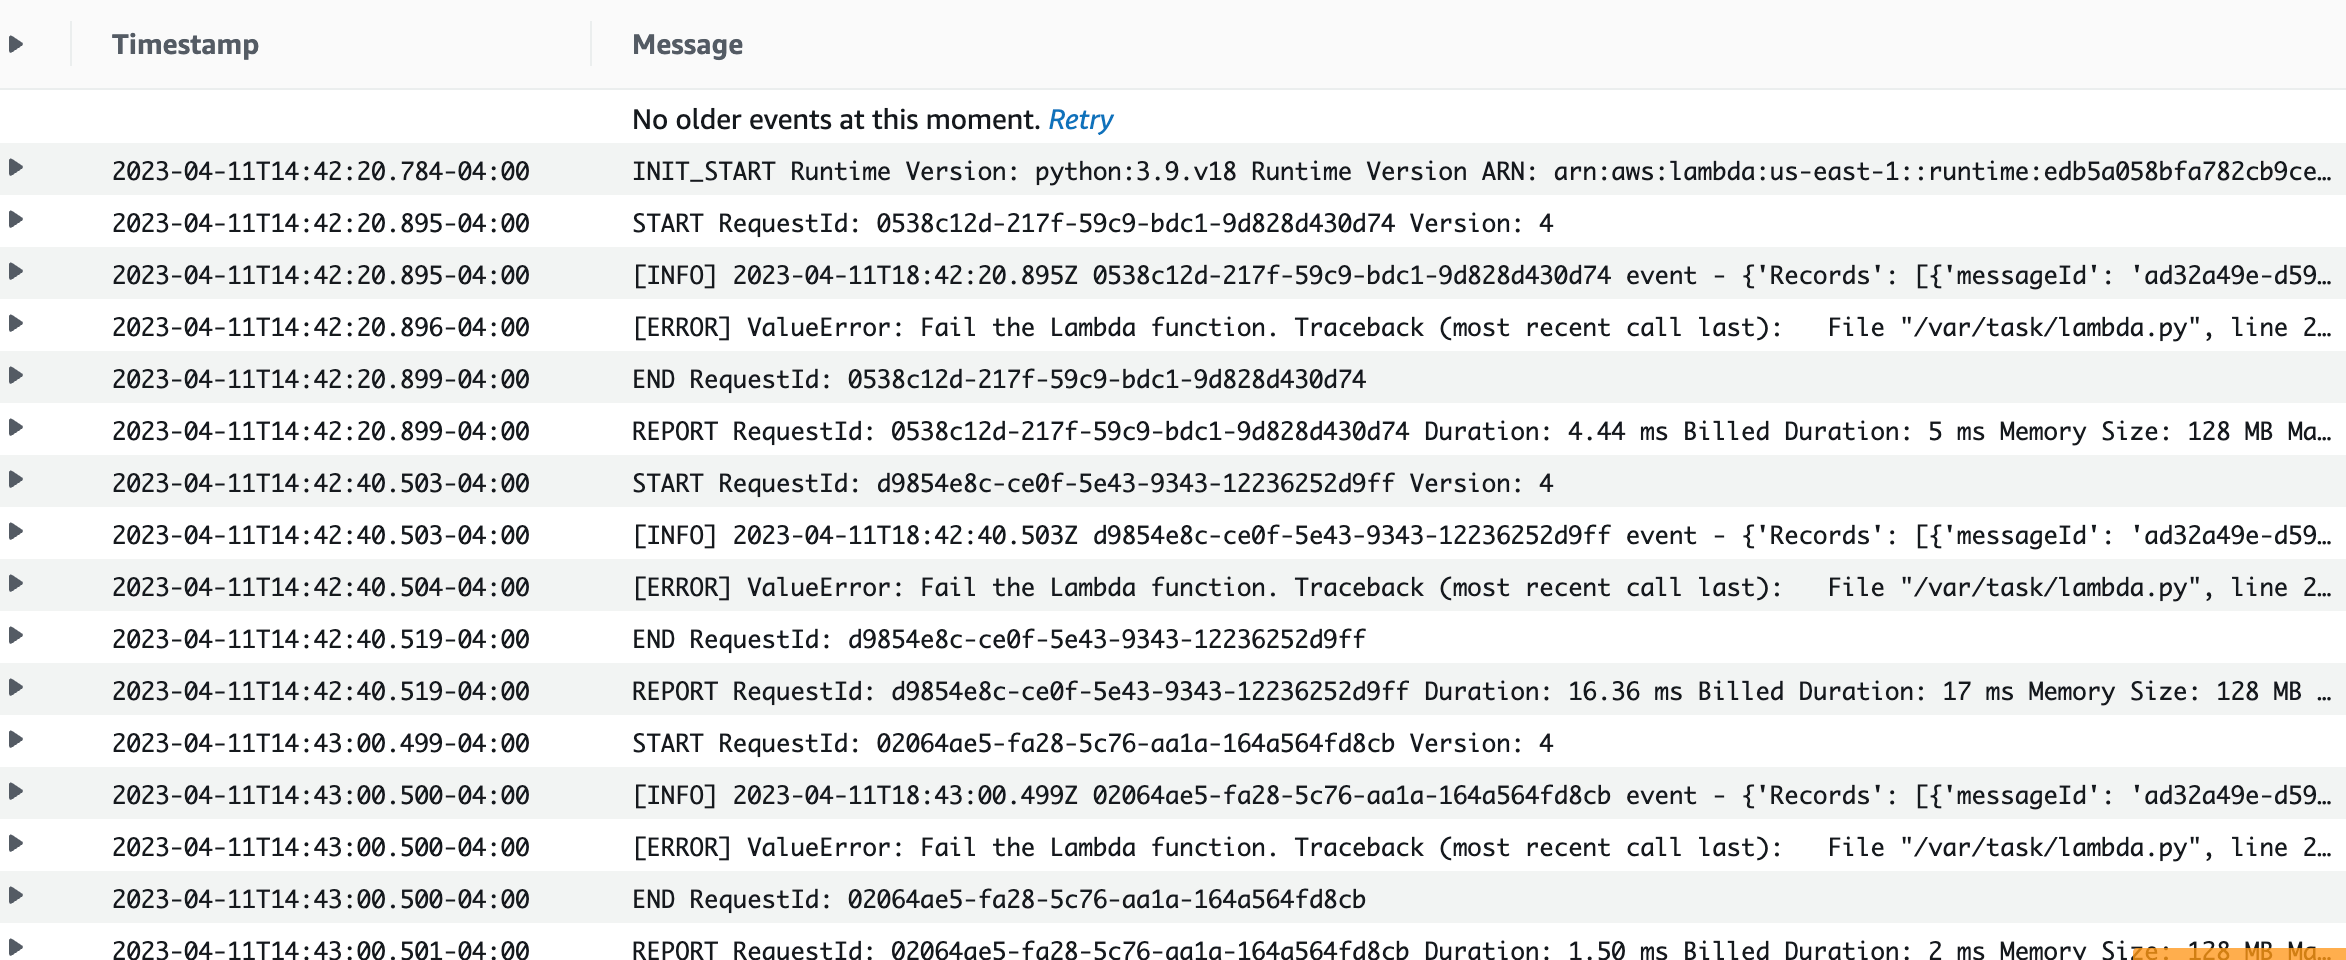 Timestamp Message
No older events at this moment. Retry
2023-04-11T14:42:20.784-04:00 INIT_START Runtime Version: python:3.9.v18 Runtime Version ARN: arn:aws:lambda:us-east-1::runtime:edb5a058bfa782cb9ce…
2023-04-11T14:42:20.895-04:00 START RequestId: 0538c12d-217f-59c9-bdc1-9d828d430d74 Version: 4
2023-04-11T14:42:20.895-04:00 [INFO] 2023-04-11T18:42:20.895Z 0538c12d-217f-59c9-bdc1-9d828d430d74 event - {'Records': [{'messageId': 'ad32a49e-d59…
2023-04-11T14:42:20.896-04:00 [ERROR] ValueError: Fail the Lambda function. Traceback (most recent call last): File "/var/task/lambda.py", line 2…
2023-04-11T14:42:20.899-04:00 END RequestId: 0538c12d-217f-59c9-bdc1-9d828d430d74
2023-04-11T14:42:20.899-04:00 REPORT RequestId: 0538c12d-217f-59c9-bdc1-9d828d430d74 Duration: 4.44 ms Billed Duration: 5 ms Memory Size: 128 MB Ma…
2023-04-11T14:42:40.503-04:00 START RequestId: d9854e8c-ce0f-5e43-9343-12236252d9ff Version: 4
2023-04-11T14:42:40.503-04:00 [INFO] 2023-04-11T18:42:40.503Z d9854e8c-ce0f-5e43-9343-12236252d9ff event - {'Records': [{'messageId': 'ad32a49e-d59…
2023-04-11T14:42:40.504-04:00 [ERROR] ValueError: Fail the Lambda function. Traceback (most recent call last): File "/var/task/lambda.py", line 2…
2023-04-11T14:42:40.519-04:00 END RequestId: d9854e8c-ce0f-5e43-9343-12236252d9ff
2023-04-11T14:42:40.519-04:00 REPORT RequestId: d9854e8c-ce0f-5e43-9343-12236252d9ff Duration: 16.36 ms Billed Duration: 17 ms Memory Size: 128 MB …
2023-04-11T14:43:00.499-04:00 START RequestId: 02064ae5-fa28-5c76-aa1a-164a564fd8cb Version: 4
2023-04-11T14:43:00.500-04:00 [INFO] 2023-04-11T18:43:00.499Z 02064ae5-fa28-5c76-aa1a-164a564fd8cb event - {'Records': [{'messageId': 'ad32a49e-d59…
2023-04-11T14:43:00.500-04:00 [ERROR] ValueError: Fail the Lambda function. Traceback (most recent call last): File "/var/task/lambda.py", line 2…
2023-04-11T14:43:00.500-04:00 END RequestId: 02064ae5-fa28-5c76-aa1a-164a564fd8cb
2023-04-11T14:43:00.501-04:00 REPORT RequestId: 02064ae5-fa28-5c76-aa1a-164a564fd8cb Duration: 1.50 ms Billed Duration: 2 ms Memory Size: 128 MB Ma…